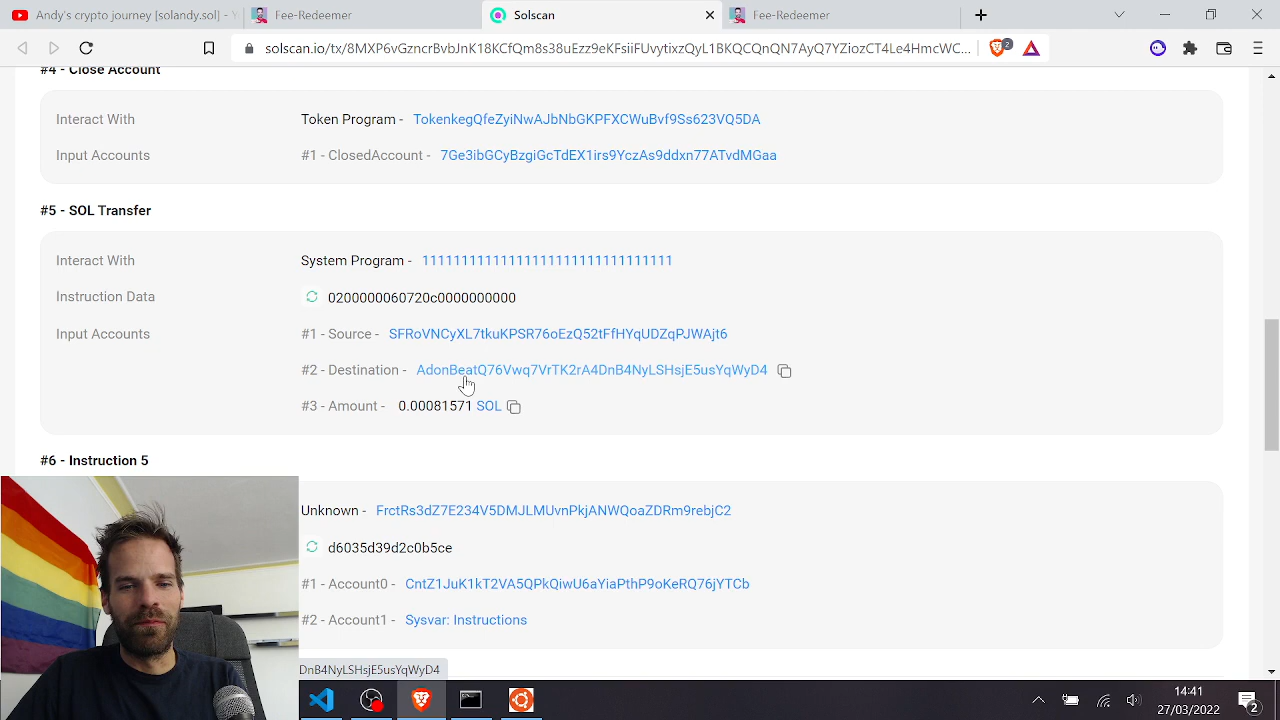 Andy's crypto journey [solandy.sol] - Y
Fee-Redeemer
Solscan
Fee-Redeemer
solscan.io/tx/8MXP6vGzncrBvbJnK18KCfQm8s3J3uEzz9eKFsiiFUvytixzQyL1BKt2CQnQN7AyQ7YZiozCT4Le4HmcWC...
2
#4 - Close Account
Interact With
Token Program - TokenkegQfeZyiNwAJbNbGKPFXCWuBvf9Ss623VQ5DA
Input Accounts
#1 - ClosedAccount - 7Ge3ibGCyBzgiGcTdEX1irs9YczAs9ddxn77ATvdMGaa
#5 - SOL Transfer
Interact With
System Program - 11111111111111111111111111111111
Instruction Data
0200000060720c0000000000
Input Accounts
#1 - Source - SFRoVNCyXL7tkuKPSR76oEzQ52tFfHYqUDZqPJWAjt6
#2 - Destination - AdonBeatQ76Vwq7VrTK2rA4DnB4NyLSHsjE5usYqWyD4
#3 - Amount - 0.00081571 SOL
#6 - Instruction 5
Unknown - FrctRs3dZ7E234V5DMJLMUvnPkjANWQoaZDRm9rebjC2
d6035d39d2c0b5ce
#1 - Account0 - CntZ1JuK1kT2VA5QPkQiwU6aYiaPthP9oKeRQ76jYTCb
#2 - Account1 - Sysvar: Instructions
DnB4NyLSHsjE5usYqWyD4
14:41
27/03/2022
2